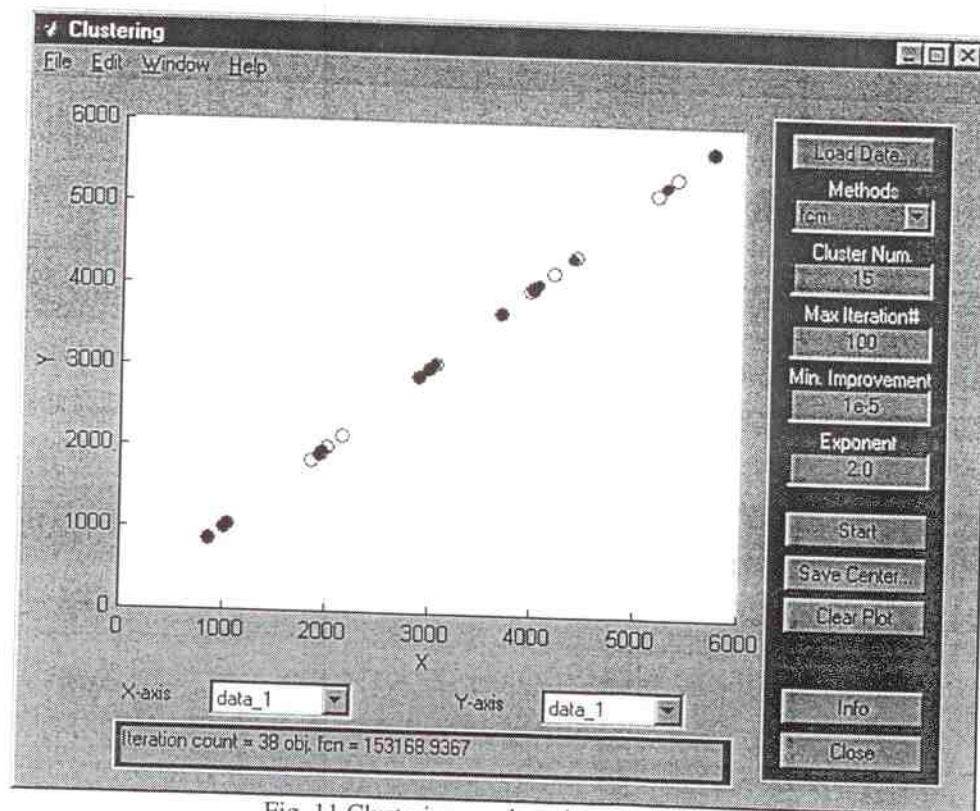 Clustering
File Edit Window Help
6000
5000
4000
3000
2000
1000
0
Y
0 1000 2000 3000 4000 5000 6000
X
X-axis data_1 Y-axis data_1
Iteration count = 38 obj. fcn = 153168.9367
Load Data...
Methods
fcm
Cluster Num.
15
Max Iteration#
100
Min. Improvement
1e-5
Exponent
2.0
Start
Save Center...
Clear Plot
Info
Close
Fig. 11 Clustering